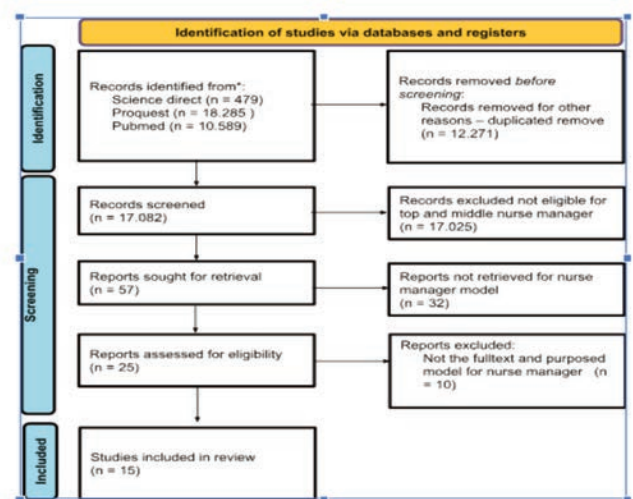 Identification of studies via databases and registers
Identification
Records identified from*:
Science direct (n = 479)
Proquest (n = 18.285 )
Pubmed (n = 10.589)
Records removed before
screening:
Records removed for other
reasons – duplicated remove
(n = 12.271)
Screening
Records screened
(n = 17.082)
Records excluded not eligible for
top and middle nurse manager
(n = 17.025)
Reports sought for retrieval
(n = 57)
Reports not retrieved for nurse
manager model
(n = 32)
Reports assessed for eligibility
(n = 25)
Reports excluded:
Not the fulltext and purposed
model for nurse manager (n
= 10)
Included
Studies included in review
(n = 15)